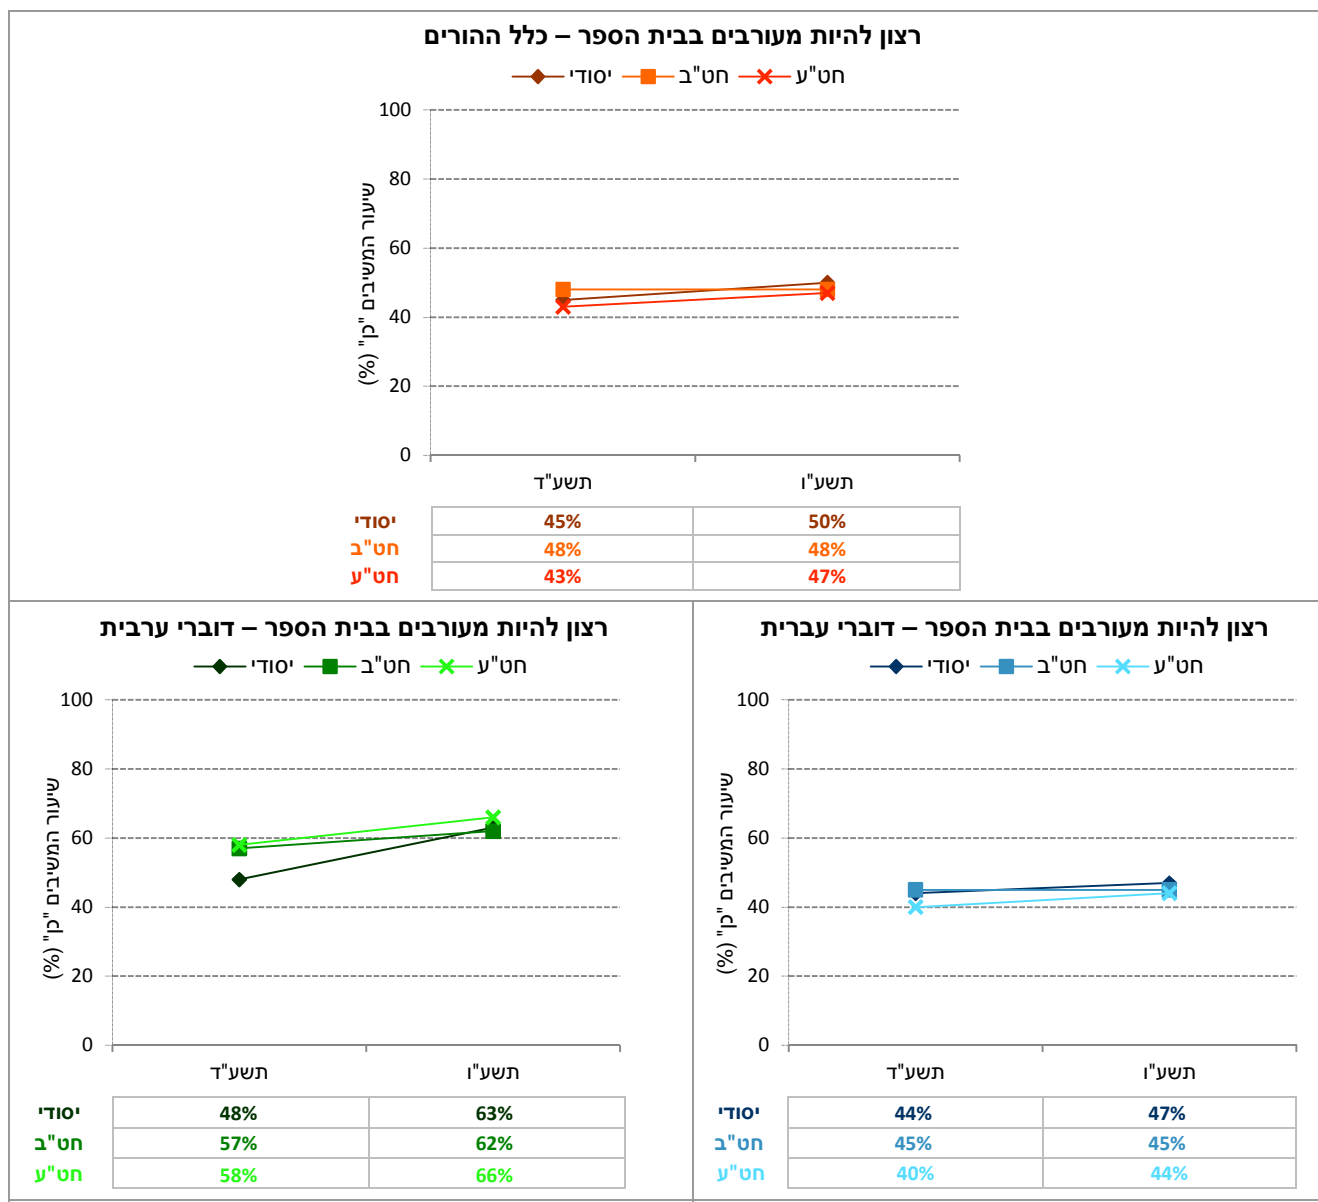 רצון להיות מעורבים בבית הספר – כלל ההורים
יסודי חט"ב חט"ע
100
80
60
40
20
0
שיעור המשיבים "כן" (%)
תשע"ד תשע"ו
יסודי 45% 50%
חט"ב 48% 48%
חט"ע 43% 47%
רצון להיות מעורבים בבית הספר – דוברי עברית
יסודי חט"ב חט"ע
100
80
60
40
20
0
שיעור המשיבים "כן" (%)
תשע"ד תשע"ו
יסודי 44% 47%
חט"ב 45% 45%
חט"ע 40% 44%
רצון להיות מעורבים בבית הספר – דוברי ערבית
יסודי חט"ב חט"ע
100
80
60
40
20
0
שיעור המשיבים "כן" (%)
תשע"ד תשע"ו
יסודי 48% 63%
חט"ב 57% 62%
חט"ע 58% 66%